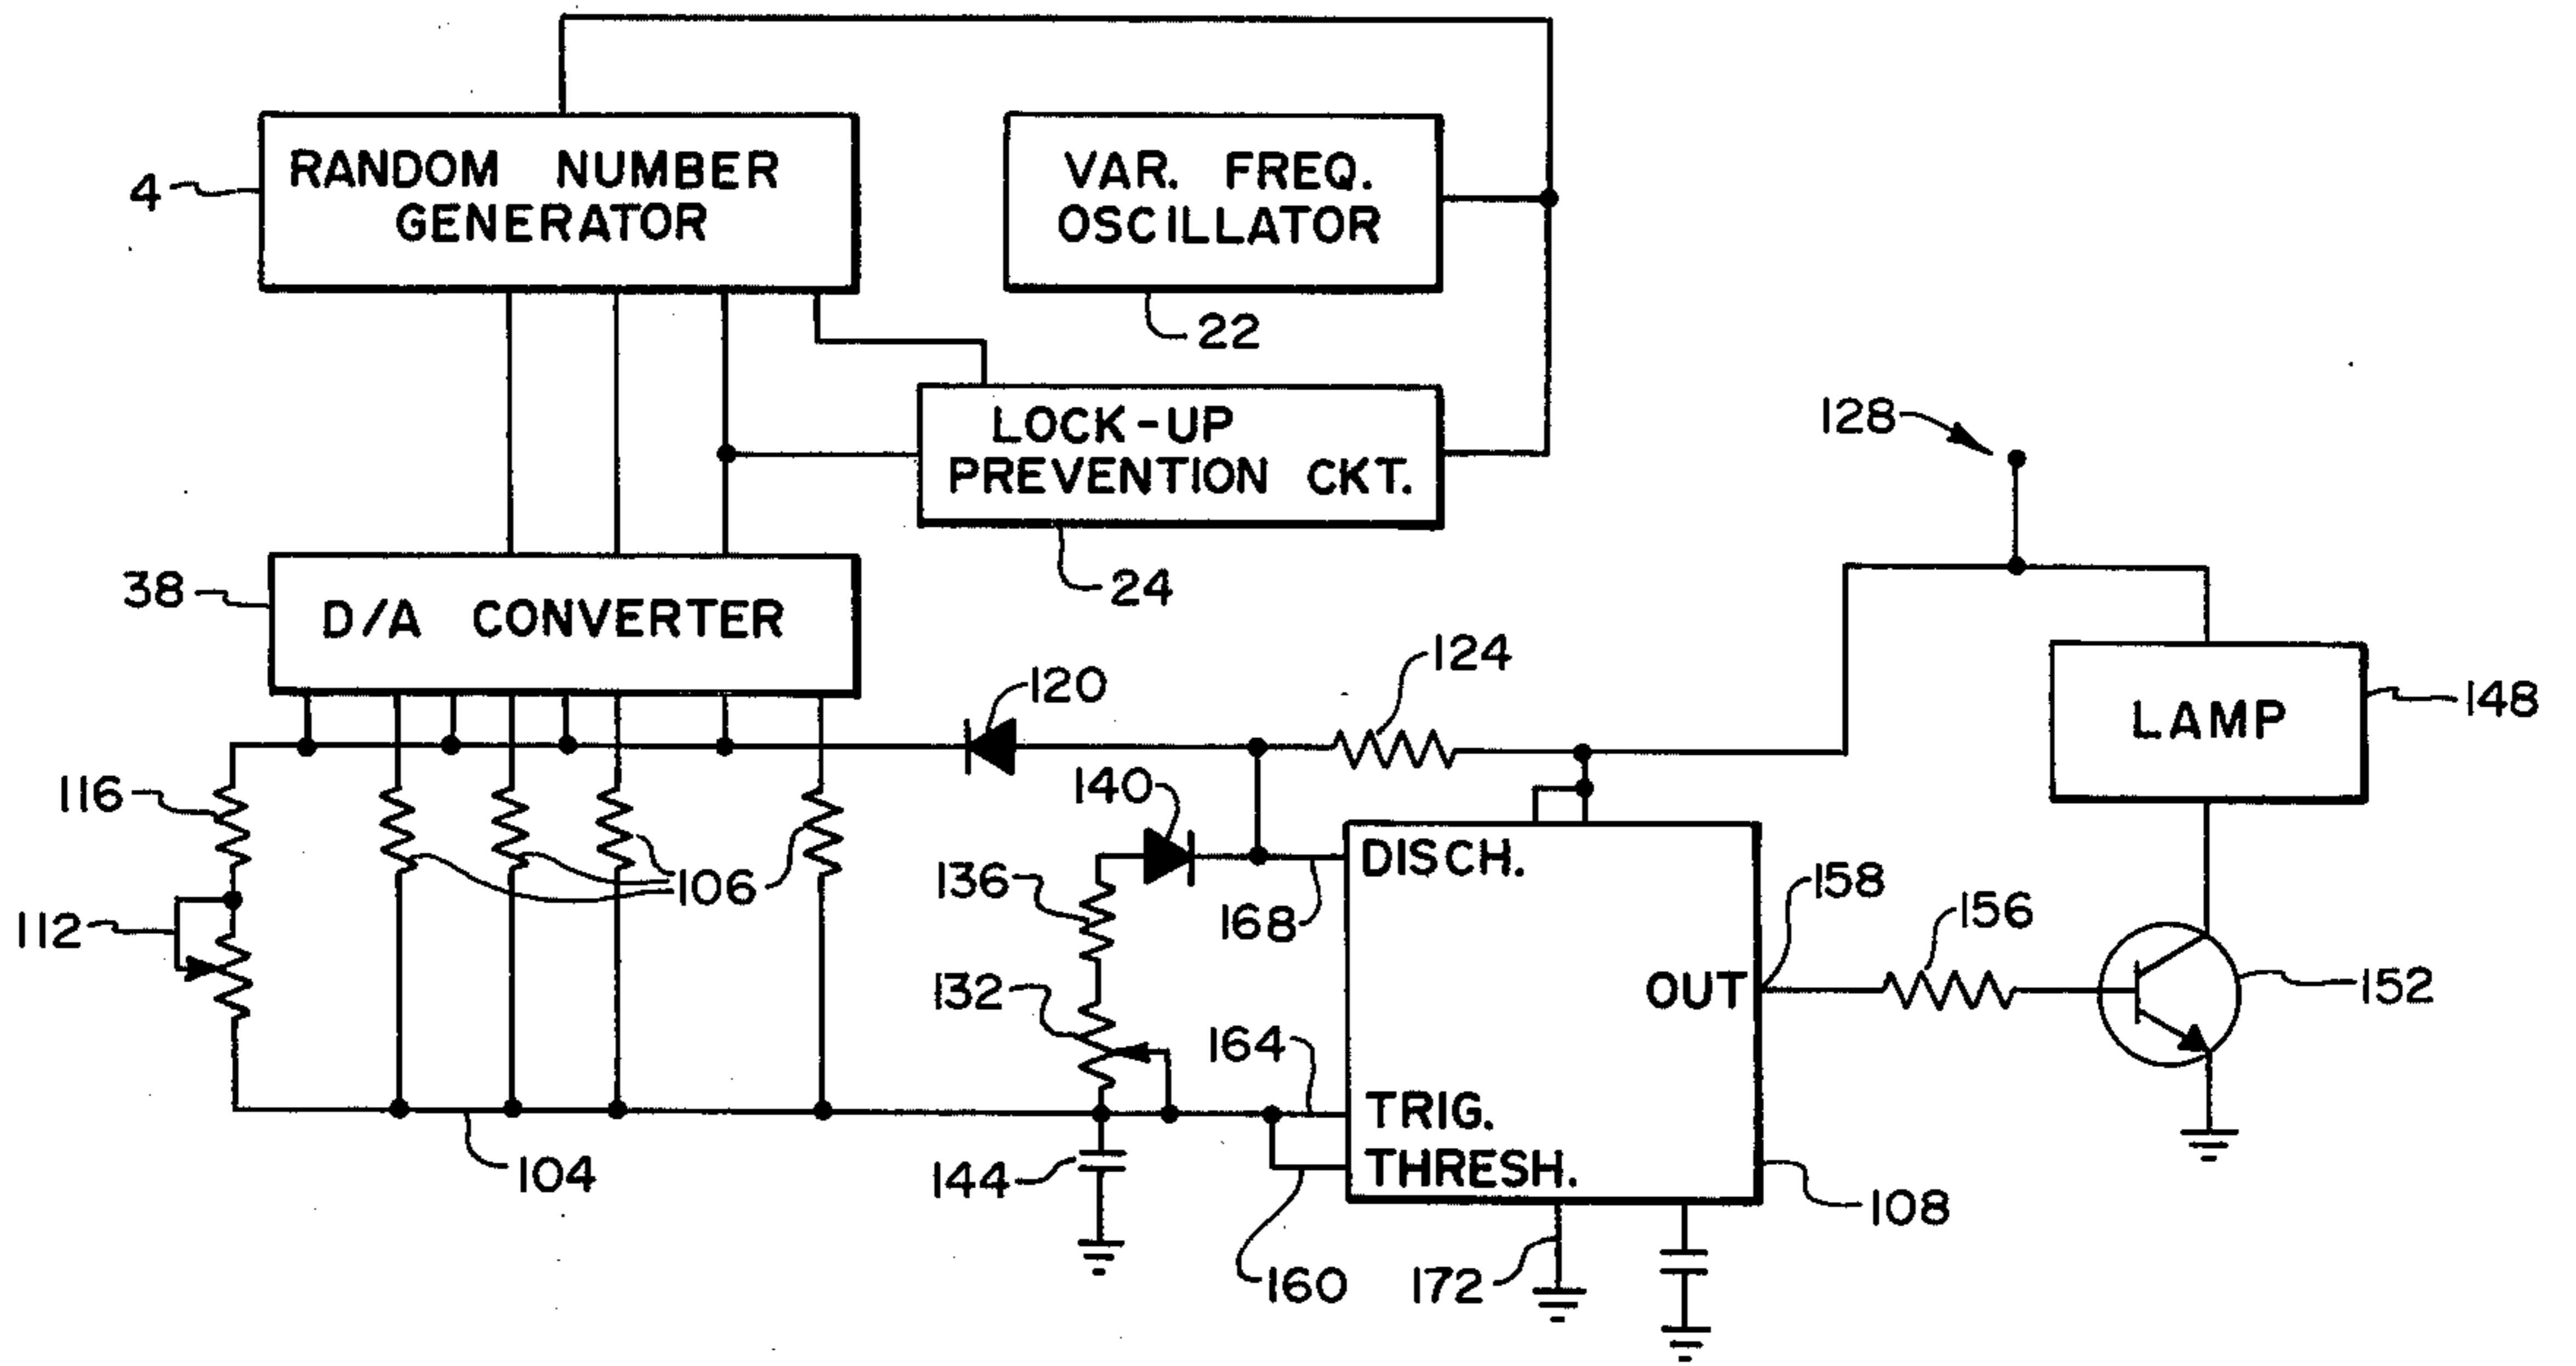 RANDOM NUMBER
GENERATOR
4
VAR. FREQ.
OSCILLATOR
22
LOCK-UP
PREVENTION CKT.
24
128
38
D/A CONVERTER
120
124
LAMP
148
116
140
DISCH.
106
136
168
158
156
112
132
OUT
152
164
TRIG.
104
144
THRESH.
108
160
172